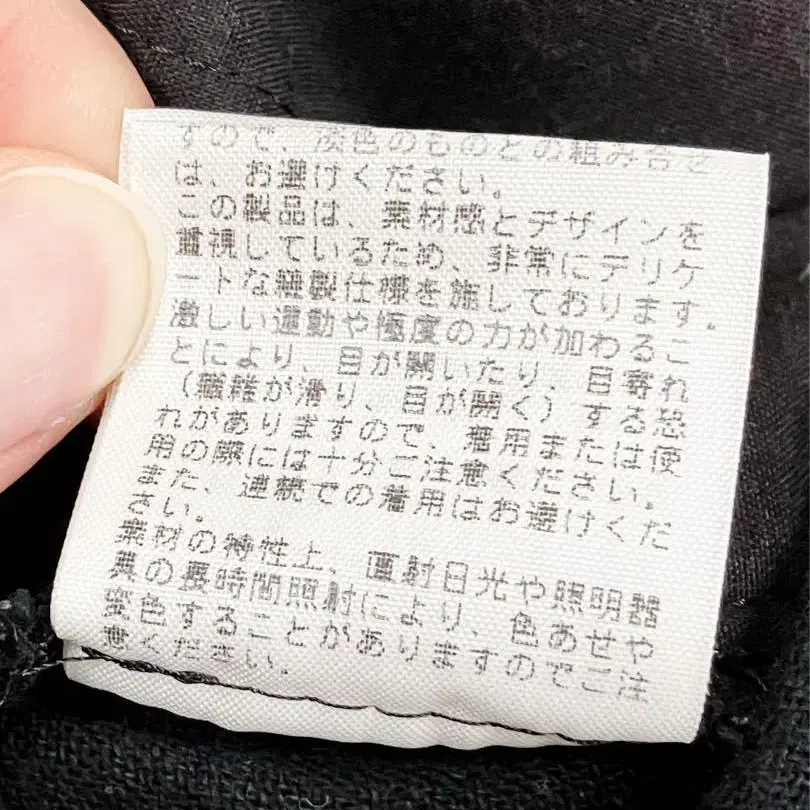 すので、淡色のものとの組み合せ
は、お避けください。
この製品は、素材感とデザインを
重視しているため、非常にデリケ
ートな縫製仕様を施しております。
激しい運動や極度の力が加わるこ
とにより、目が開いたり、目寄れ
（繊維が滑り、目が開く）する恐
れがありますので、着用または使
用の際には十分ご注意ください。
また、連続での着用はお避けくだ
さい。
素材の特性上、直射日光や照明器
具の長時間照射により、色あせや
変色することがありますのでご注
意ください。